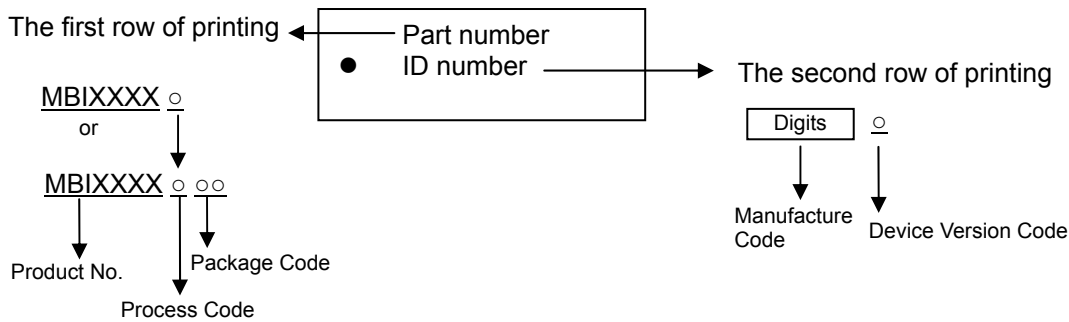 The first row of printing
Part number
ID number
The second row of printing
MBIXXXX ○
or
MBIXXXX ○ ○○
Product No.
Package Code
Process Code
Digits ○
Manufacture
Code
Device Version Code